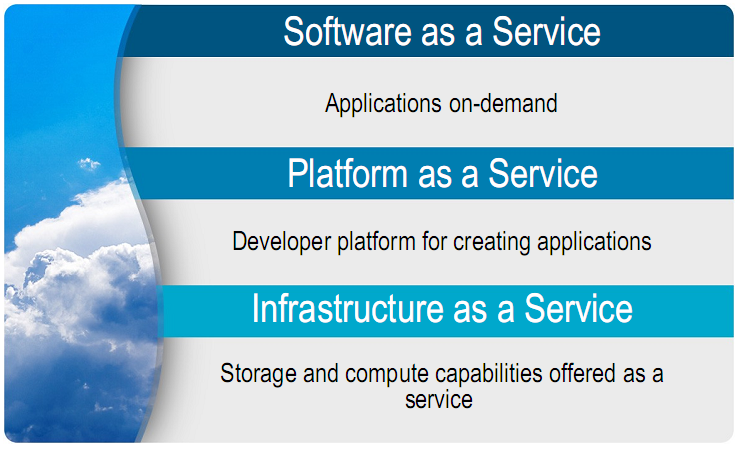 Software as a Service
Applications on-demand
Platform as a Service
Developer platform for creating applications
Infrastructure as a Service
Storage and compute capabilities offered as a
service